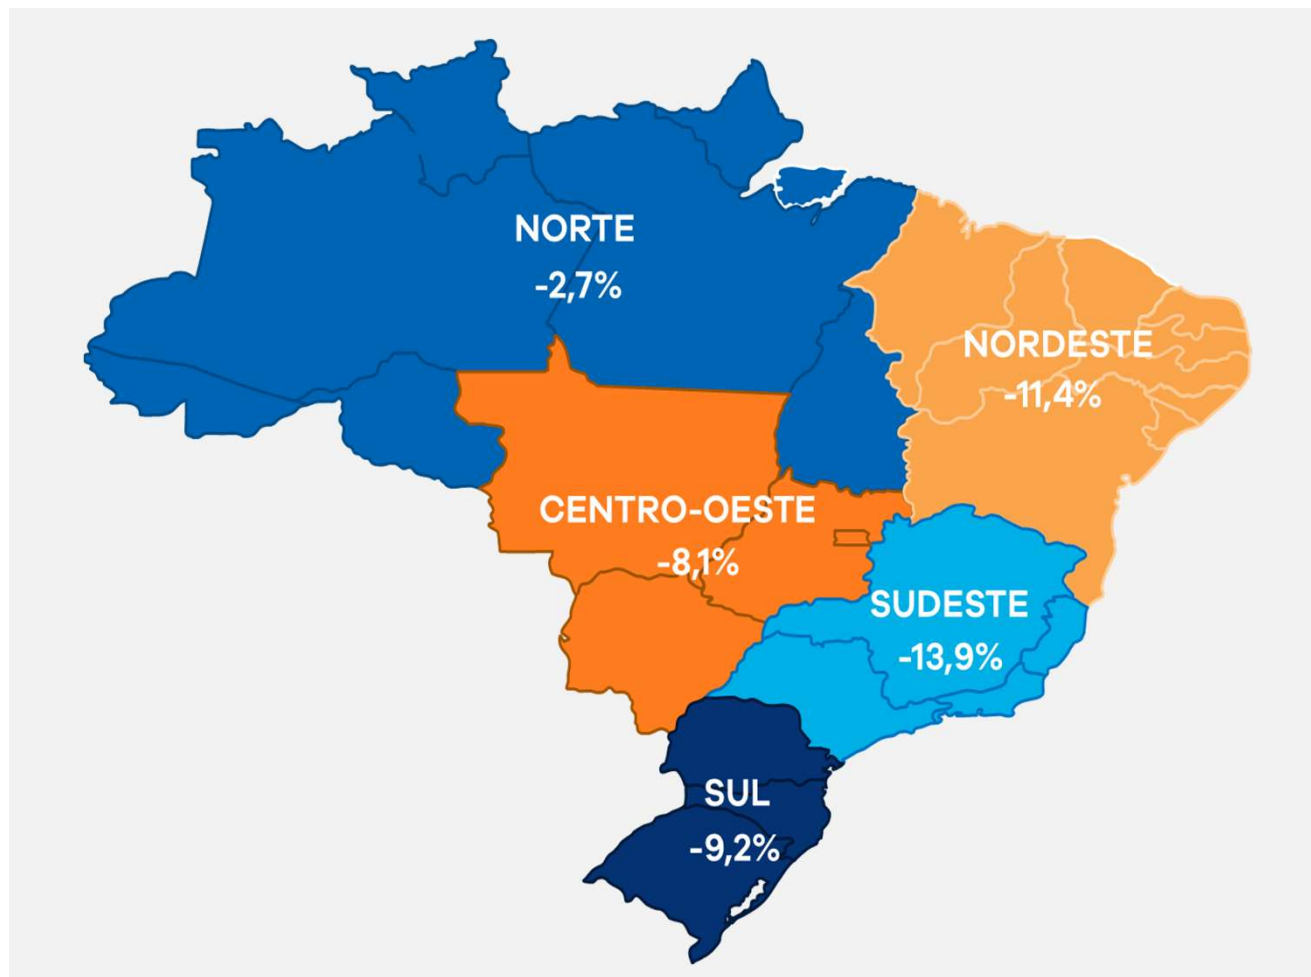 NORTE
-2,7%
NORDESTE
-11,4%
CENTRO-OESTE
-8,1%
SUDESTE
-13,9%
SUL
-9,2%